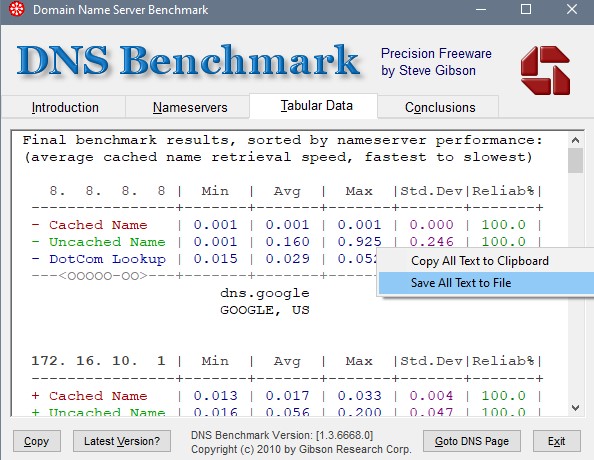 Domain Name Server Benchmark
DNS Benchmark
Precision Freeware
by Steve Gibson
Introduction
Nameservers
Tabular Data
Conclusions
Final benchmark results, sorted by nameserver performance:
(average cached name retrieval speed, fastest to slowest)
8. 8. 8. 8 | Min | Avg | Max |Std.Dev|Reliab%|
----------------+-------+-------+-------+-------+-------+
- Cached Name | 0.001 | 0.001 | 0.001 | 0.000 | 100.0 |
- Uncached Name | 0.001 | 0.160 | 0.925 | 0.246 | 100.0 |
- DotCom Lookup | 0.015 | 0.029 |
---<OOOOO-OO>---
Copy All Text to Clipboard
Save All Text to File
dns.google
GOOGLE, US
172. 16. 10. 1 | Min | Avg | Max |Std.Dev|Reliab%|
----------------+-------+-------+-------+-------+-------+
+ Cached Name | 0.013 | 0.017 | 0.033 | 0.004 | 100.0 |
+ Uncached Name | 0.016 | 0.056 | 0.200 | 0.047 | 100.0 |
Copy
Latest Version?
DNS Benchmark Version: [1.3.6668.0]
Copyright (c) 2010 by Gibson Research Corp.
Goto DNS Page
Exit